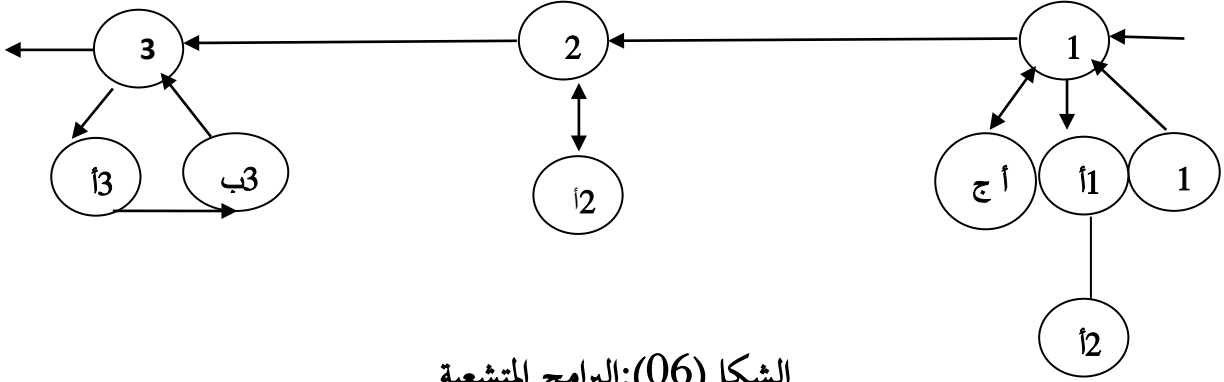 1 2 3
أ ج 1أ 1 2أ 3ب 3أ
2أ
الشكل (06):البرامج المتشعبة